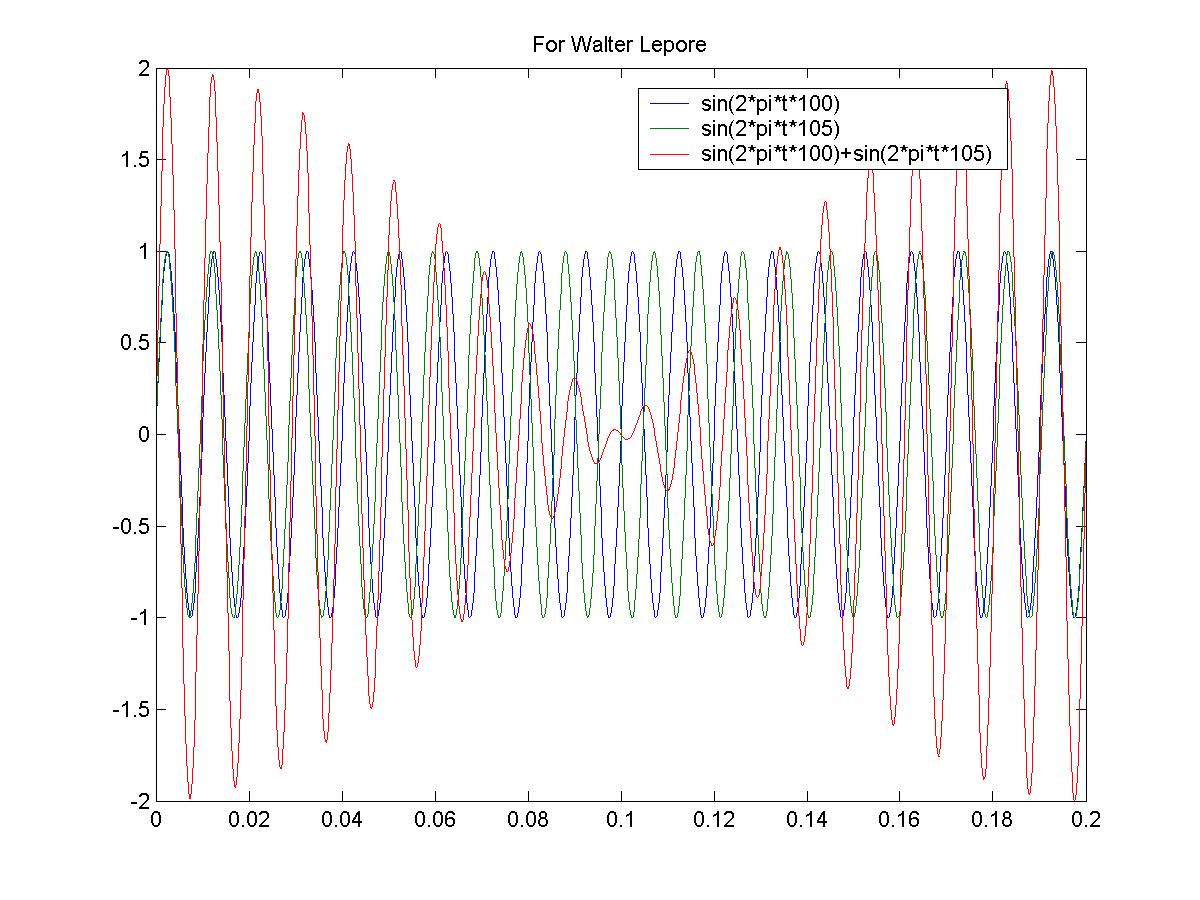 For Walter Lepore
sin(2*pi*t*100)
sin(2*pi*t*105)
sin(2*pi*t*100)+sin(2*pi*t*105)
2
1.5
1
0.5
0
-0.5
-1
-1.5
-2
0 0.02 0.04 0.06 0.08 0.1 0.12 0.14 0.16 0.18 0.2